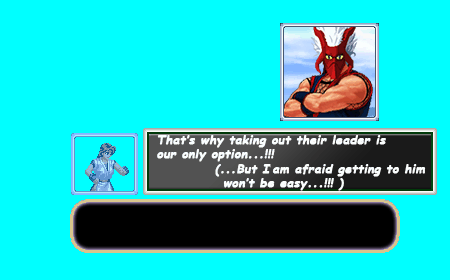 That's why taking out their leader is
our only option...!!!
(...But I am afraid getting to him
won't be easy...!!! )